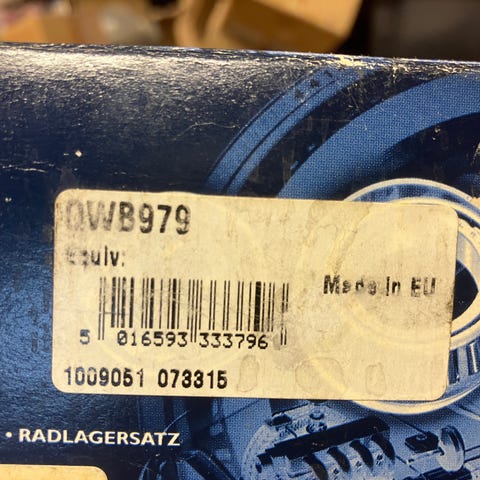 QWB979
Equiv:
Made in EU
5 016593 333796
1009051 073315
• RADLAGERSATZ